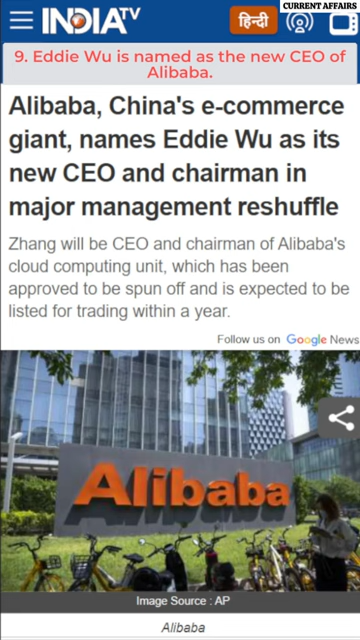 CURRENT AFFAIRS
INDIA TV
हिन्दी
9. Eddie Wu is named as the new CEO of
Alibaba.
Alibaba, China's e-commerce
giant, names Eddie Wu as its
new CEO and chairman in
major management reshuffle
Zhang will be CEO and chairman of Alibaba's
cloud computing unit, which has been
approved to be spun off and is expected to be
listed for trading within a year.
Follow us on Google News
Alibaba
Image Source : AP
Alibaba